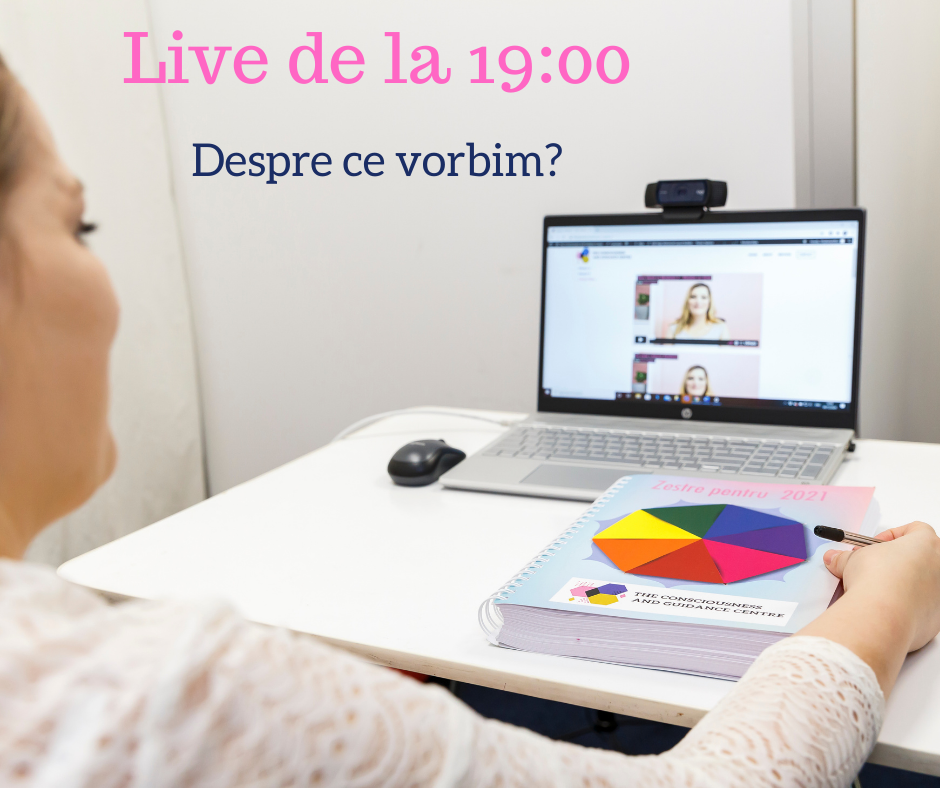 Live de la 19:00
Despre ce vorbim?
Zestre pentru 2021
THE CONSCIOUSNESS
AND GUIDANCE CENTRE